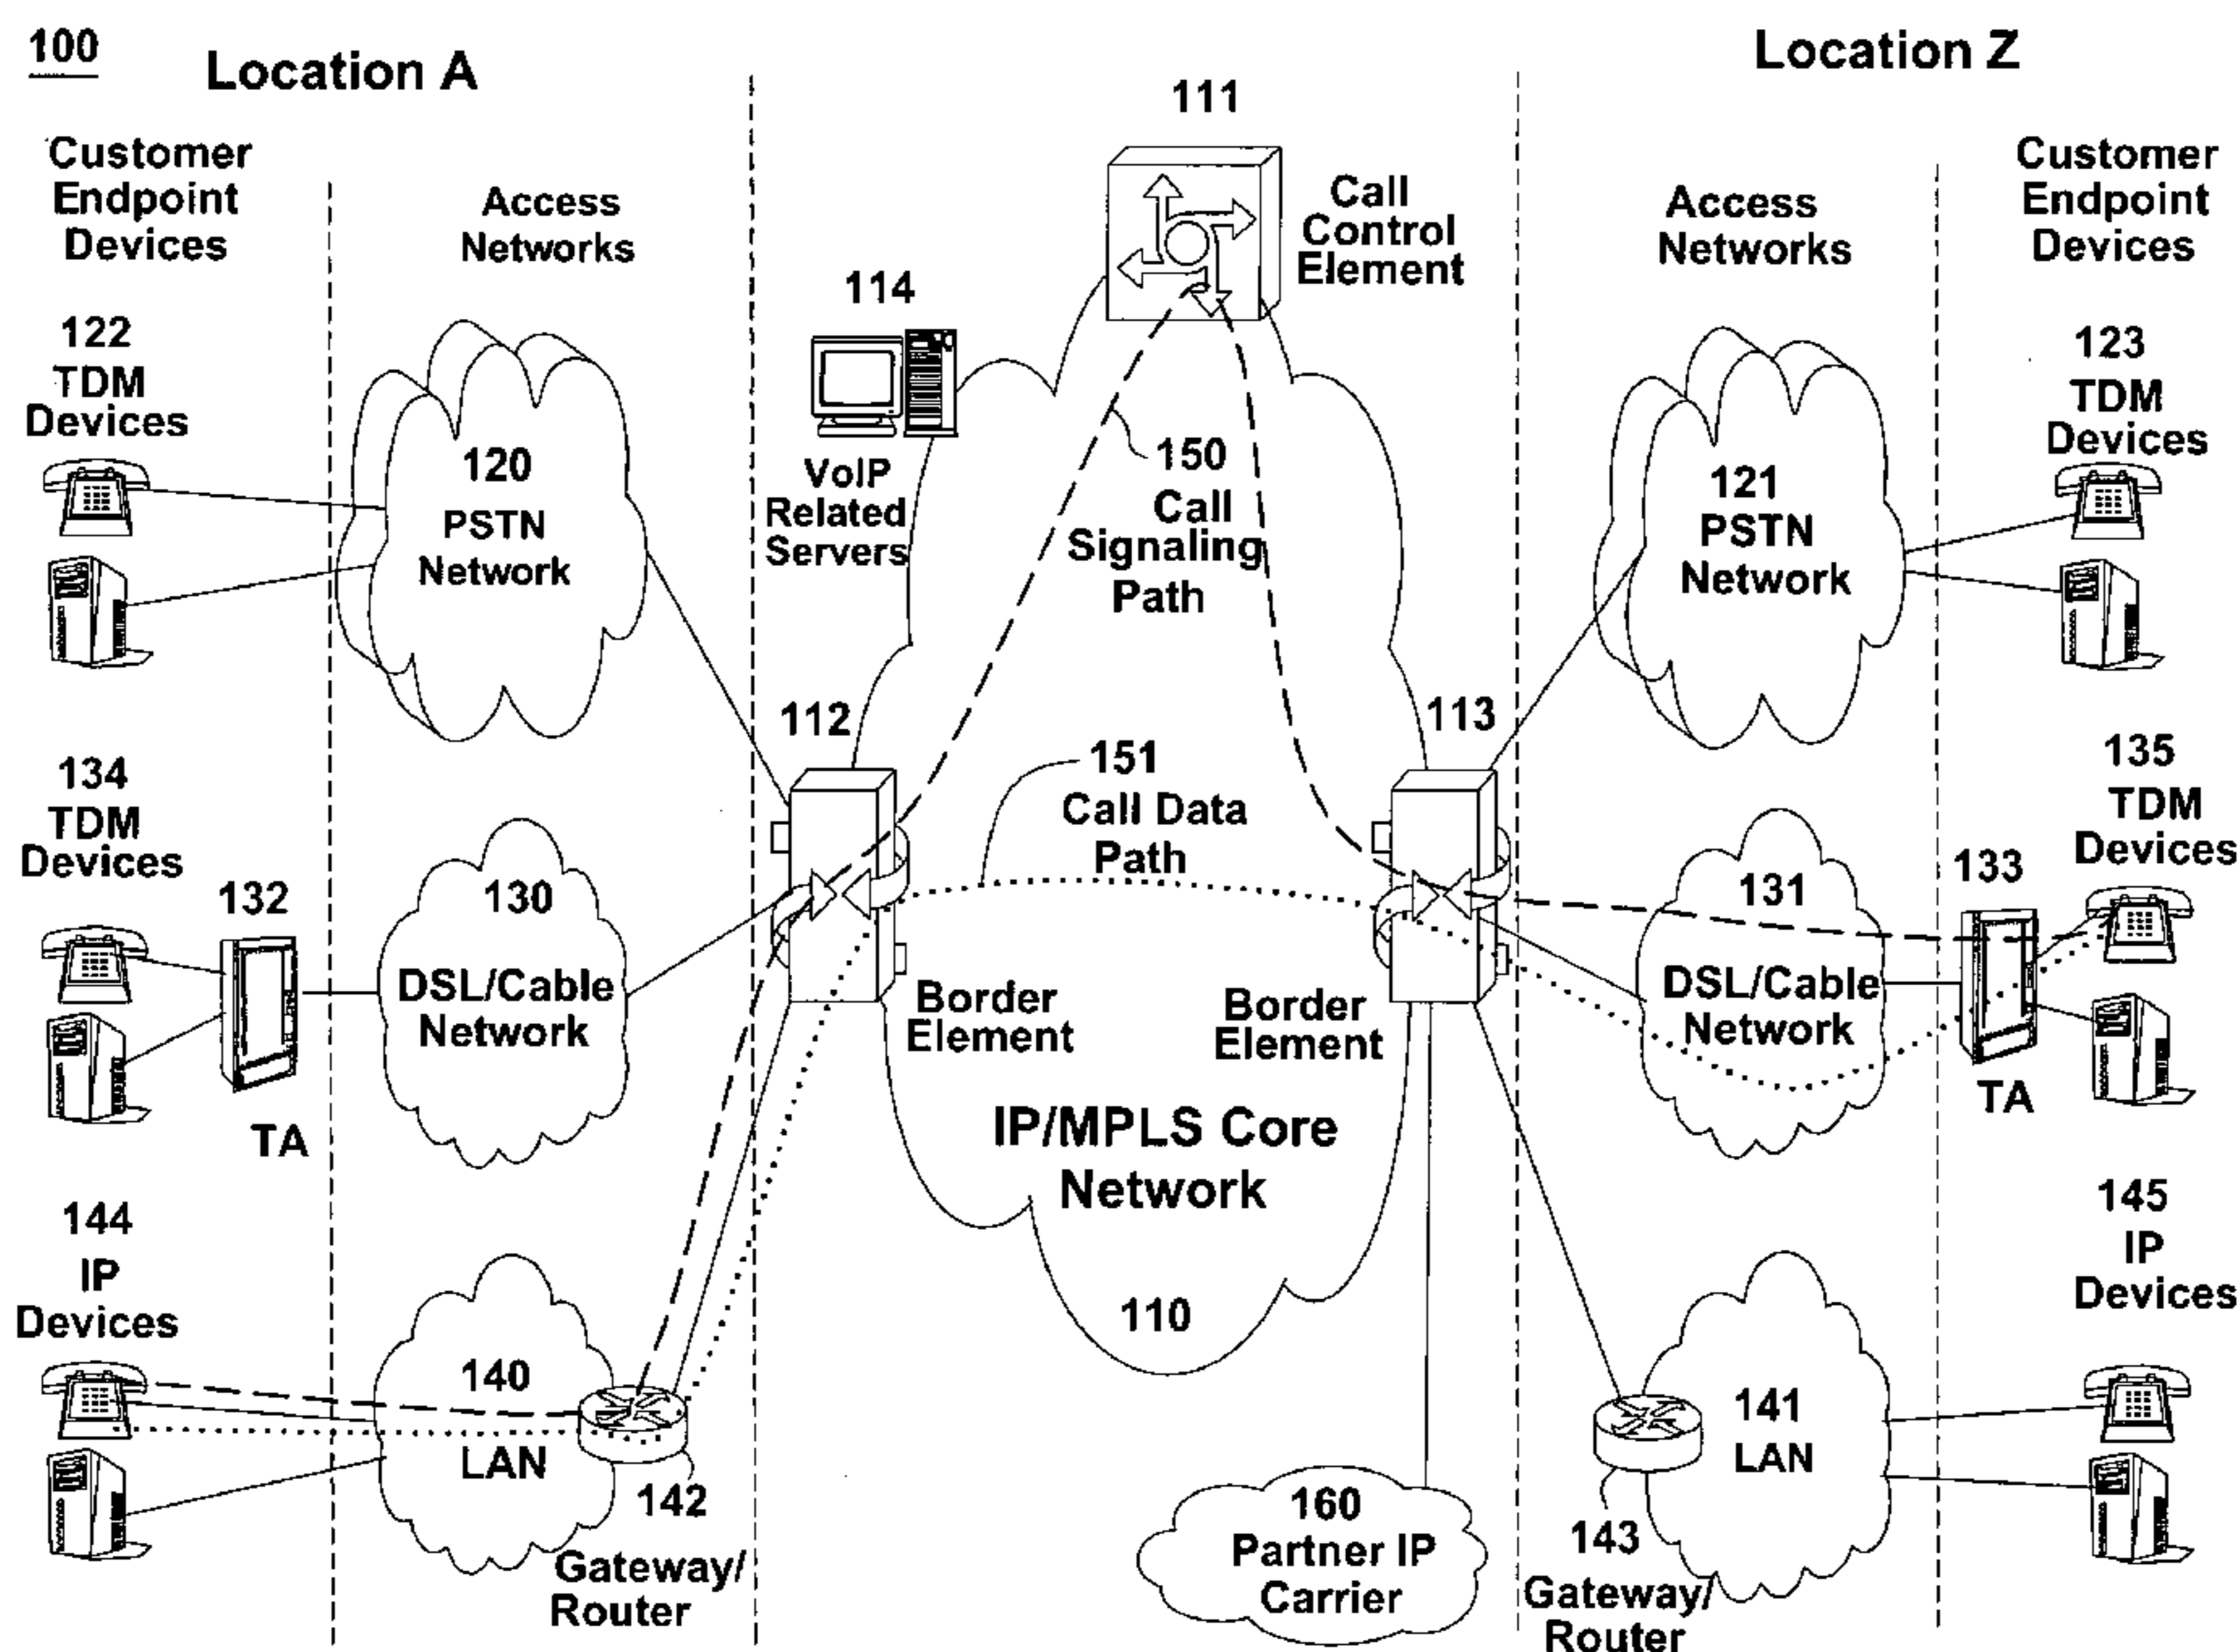 100
Location A
Location Z
Customer
Endpoint
Devices
Access
Networks
111
Call
Control
Element
Access
Networks
Customer
Endpoint
Devices
122
TDM
Devices
120
PSTN
Network
114
VoIP
Related
Servers
150
Call
Signaling
Path
121
PSTN
Network
123
TDM
Devices
134
TDM
Devices
132
TA
130
DSL/Cable
Network
112
Border
Element
151
Call Data
Path
113
Border
Element
131
DSL/Cable
Network
133
TA
135
TDM
Devices
IP/MPLS Core
Network
110
144
IP
Devices
140
LAN
142
Gateway/
Router
160
Partner IP
Carrier
143
Gateway/
Router
141
LAN
145
IP
Devices